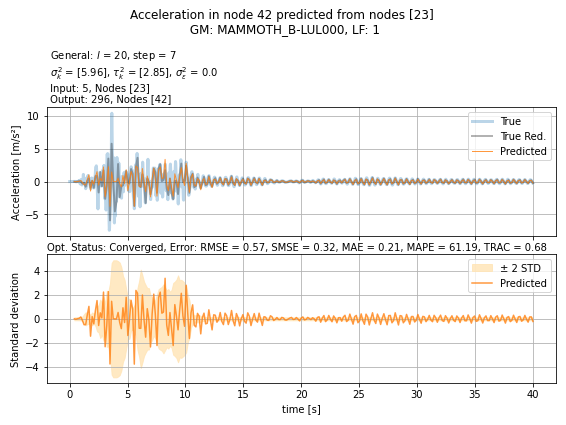 Acceleration in node 42 predicted from nodes [23]
GM: MAMMOTH_B-LUL000, LF: 1
General: l = 20, step = 7
σ²ₖ = [5.96], τ²ₖ = [2.85], σ²ε = 0.0
Input: 5, Nodes [23]
Output: 296, Nodes [42]
10
5
0
−5
Acceleration [m/s²]
True
True Red.
Predicted
Opt. Status: Converged, Error: RMSE = 0.57, SMSE = 0.32, MAE = 0.21, MAPE = 61.19, TRAC = 0.68
4
2
0
−2
−4
Standard deviation
± 2 STD
Predicted
0 5 10 15 20 25 30 35 40
time [s]